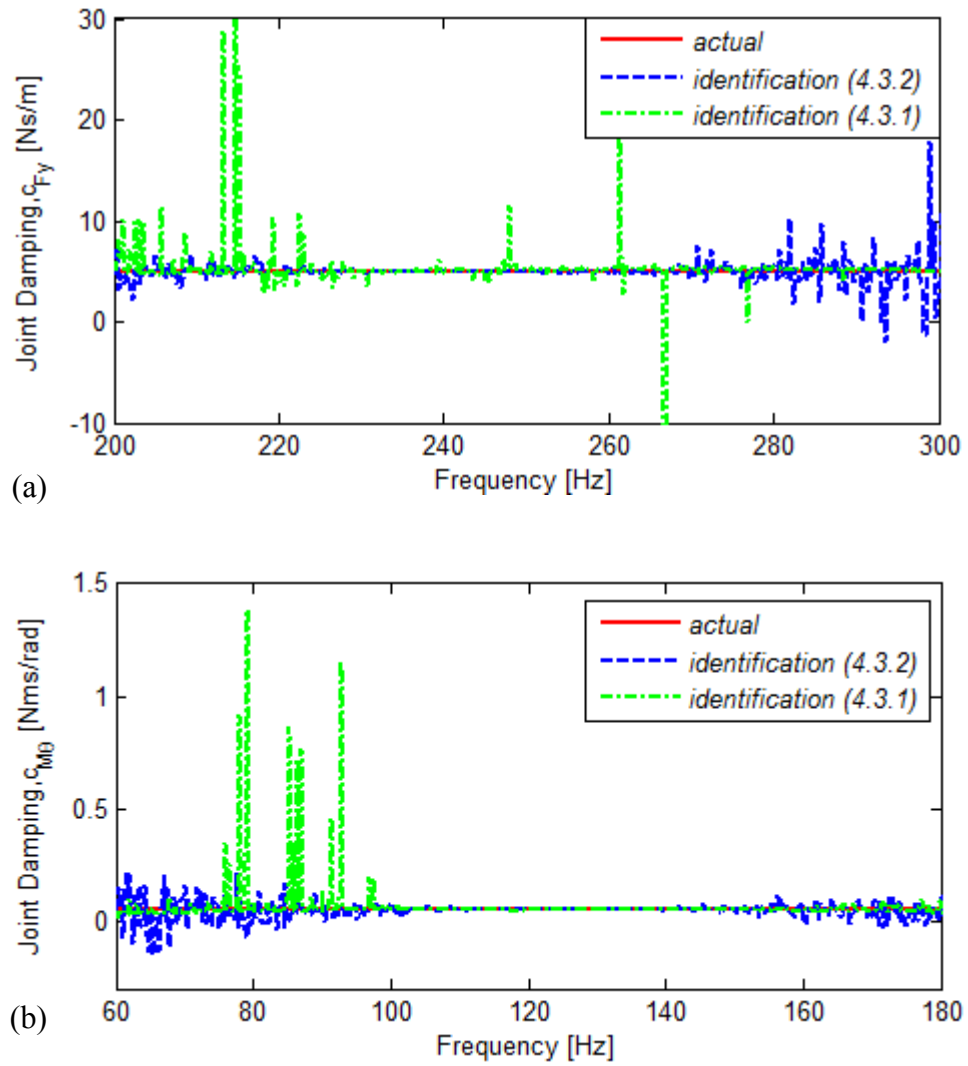 30
20
10
0
-10
Joint Damping,c_Fy [Ns/m]
actual
identification (4.3.2)
identification (4.3.1)
200
220
240
260
280
300
Frequency [Hz]
(a)
1.5
1
0.5
0
Joint Damping,c_Mθ [Nms/rad]
actual
identification (4.3.2)
identification (4.3.1)
60
80
100
120
140
160
180
Frequency [Hz]
(b)